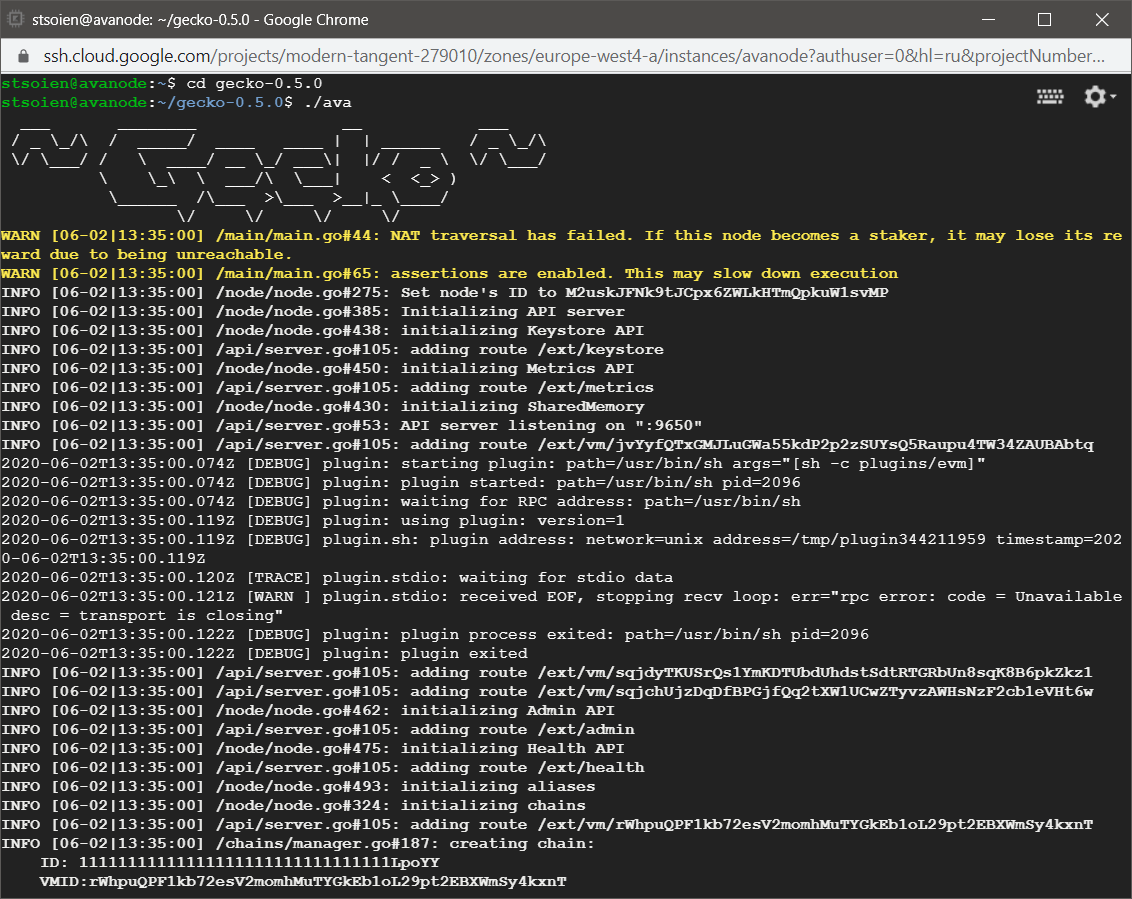 stsoien@avanode: ~/gecko-0.5.0 - Google Chrome
ssh.cloud.google.com/projects/modern-tangent-279010/zones/europe-west4-a/instances/avanode?authuser=0&hl=ru&projectNumber...
stsoien@avanode:~$ cd gecko-0.5.0
stsoien@avanode:~/gecko-0.5.0$ ./ava
Gecko
WARN [06-02|13:35:00] /main/main.go#44: NAT traversal has failed. If this node becomes a staker, it may lose its re
ward due to being unreachable.
WARN [06-02|13:35:00] /main/main.go#65: assertions are enabled. This may slow down execution
INFO [06-02|13:35:00] /node/node.go#275: Set node's ID to M2uskJFNk9tJCpx6ZWLkHTmQpkuW1svMP
INFO [06-02|13:35:00] /node/node.go#385: Initializing API server
INFO [06-02|13:35:00] /node/node.go#438: initializing Keystore API
INFO [06-02|13:35:00] /api/server.go#105: adding route /ext/keystore
INFO [06-02|13:35:00] /node/node.go#450: initializing Metrics API
INFO [06-02|13:35:00] /api/server.go#105: adding route /ext/metrics
INFO [06-02|13:35:00] /node/node.go#430: initializing SharedMemory
INFO [06-02|13:35:00] /api/server.go#53: API server listening on ":9650"
INFO [06-02|13:35:00] /api/server.go#105: adding route /ext/vm/jvYyfQTxGMJLuGWa55kdP2p2zSUYsQ5Raupu4TW34ZAUBAbtq
2020-06-02T13:35:00.074Z [DEBUG] plugin: starting plugin: path=/usr/bin/sh args="[sh -c plugins/evm]"
2020-06-02T13:35:00.074Z [DEBUG] plugin: plugin started: path=/usr/bin/sh pid=2096
2020-06-02T13:35:00.074Z [DEBUG] plugin: waiting for RPC address: path=/usr/bin/sh
2020-06-02T13:35:00.119Z [DEBUG] plugin: using plugin: version=1
2020-06-02T13:35:00.119Z [DEBUG] plugin.sh: plugin address: network=unix address=/tmp/plugin344211959 timestamp=202
0-06-02T13:35:00.119Z
2020-06-02T13:35:00.120Z [TRACE] plugin.stdio: waiting for stdio data
2020-06-02T13:35:00.121Z [WARN ] plugin.stdio: received EOF, stopping recv loop: err="rpc error: code = Unavailable
desc = transport is closing"
2020-06-02T13:35:00.122Z [DEBUG] plugin: plugin process exited: path=/usr/bin/sh pid=2096
2020-06-02T13:35:00.122Z [DEBUG] plugin: plugin exited
INFO [06-02|13:35:00] /api/server.go#105: adding route /ext/vm/sqjdyTKUSrQs1YmKDTUbdUhdstSdtRTGRbUn8sqK8B6pkZkz1
INFO [06-02|13:35:00] /api/server.go#105: adding route /ext/vm/sqjchUjzDqDfBPGjfQq2tXW1UCwZTyvzAWHsNzF2cb1eVHt6w
INFO [06-02|13:35:00] /node/node.go#462: initializing Admin API
INFO [06-02|13:35:00] /api/server.go#105: adding route /ext/admin
INFO [06-02|13:35:00] /node/node.go#475: initializing Health API
INFO [06-02|13:35:00] /api/server.go#105: adding route /ext/health
INFO [06-02|13:35:00] /node/node.go#493: initializing aliases
INFO [06-02|13:35:00] /node/node.go#324: initializing chains
INFO [06-02|13:35:00] /api/server.go#105: adding route /ext/vm/rWhpuQPF1kb72esV2momhMuTYGkEb1oL29pt2EBXWmSy4kxnT
INFO [06-02|13:35:00] /chains/manager.go#187: creating chain:
ID: 11111111111111111111111111111111LpoYY
VMID:rWhpuQPF1kb72esV2momhMuTYGkEb1oL29pt2EBXWmSy4kxnT